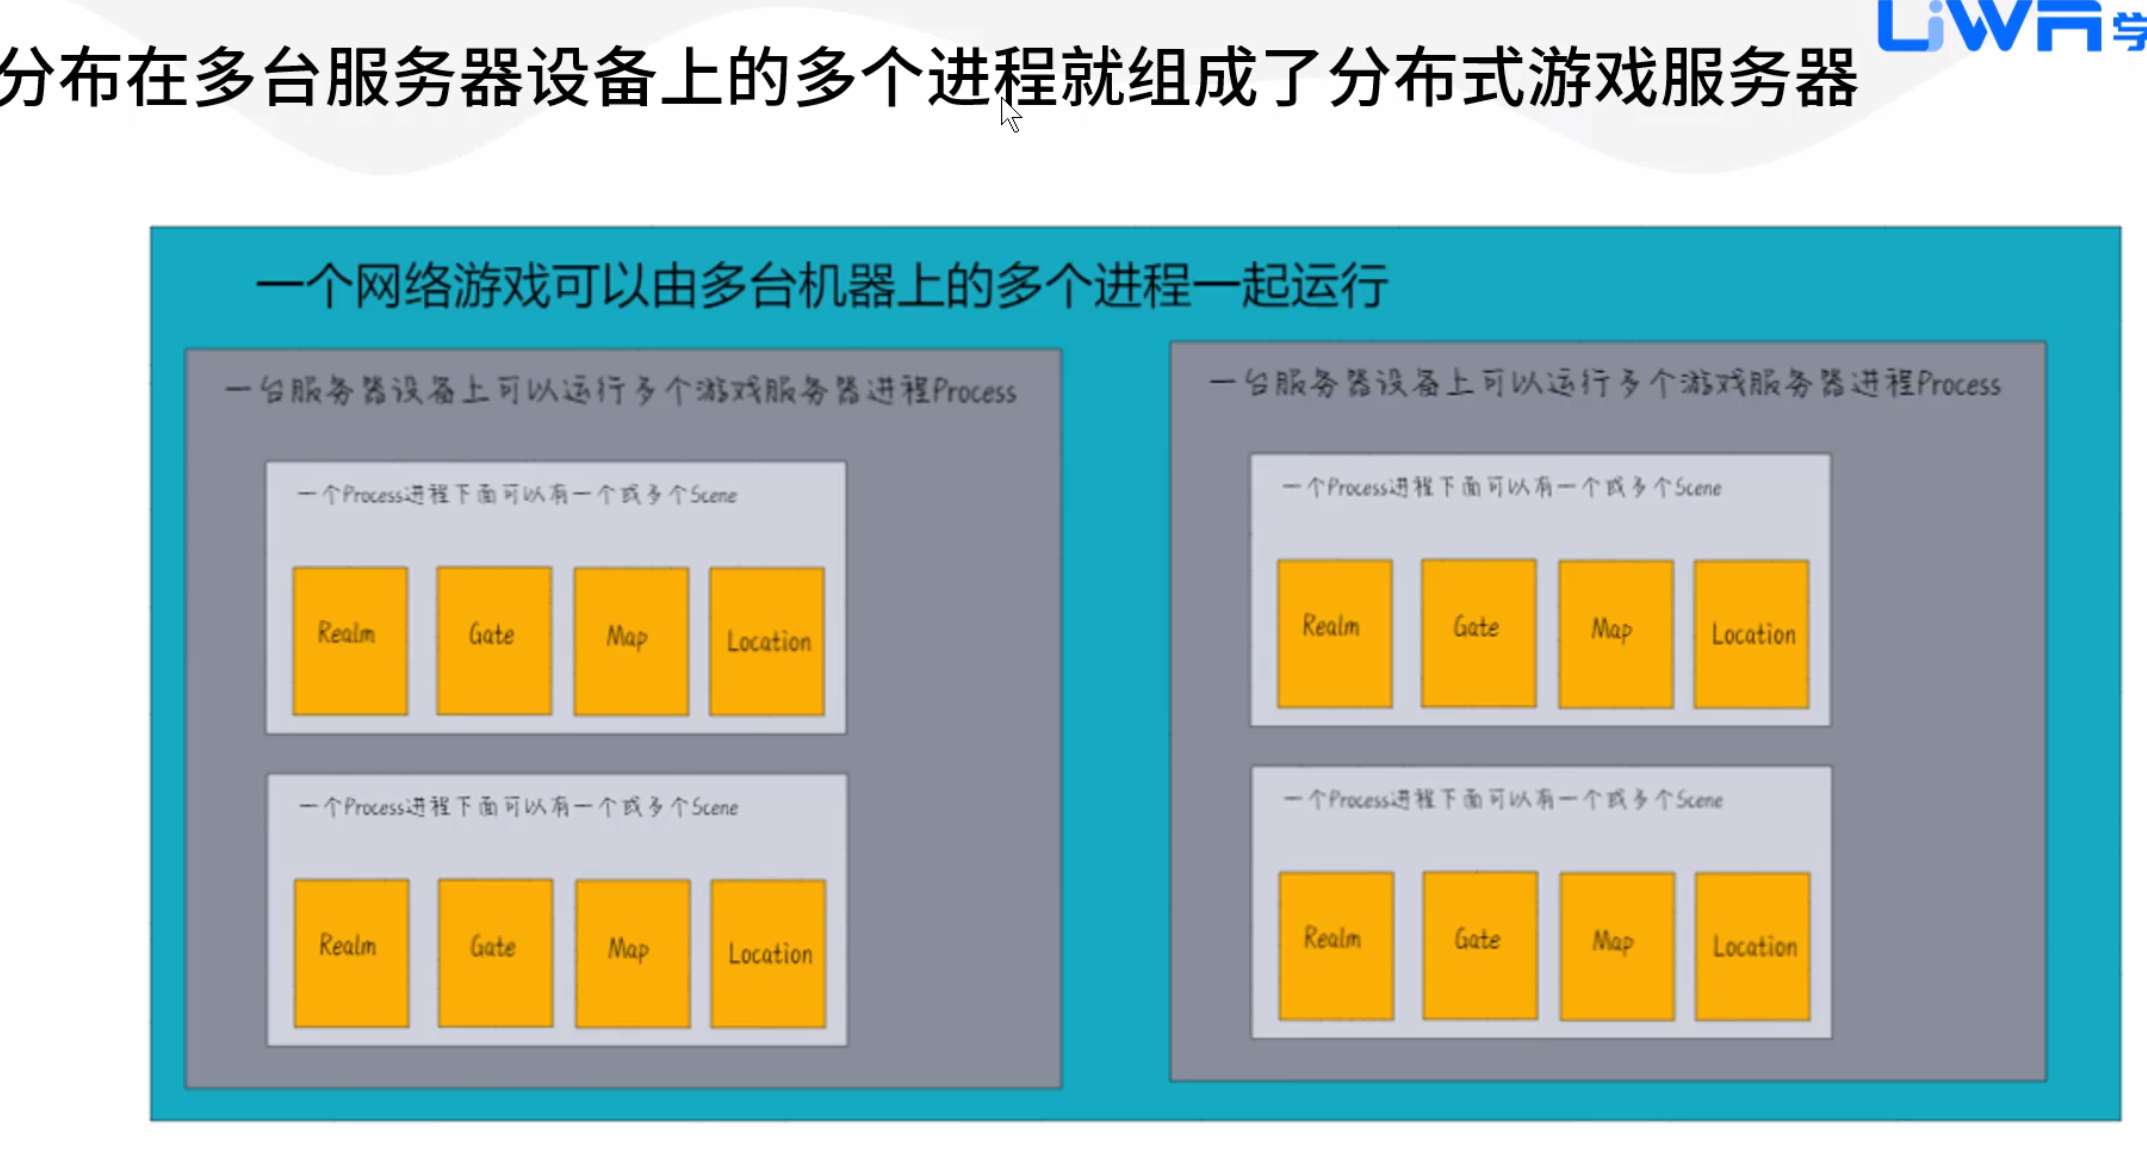 分布在多台服务器设备上的多个进程就组成了分布式游戏服务器
LIWA学
一个网络游戏可以由多台机器上的多个进程一起运行
一台服务器设备上可以运行多个游戏服务器进程Process
一个Process进程下面可以有一个或多个Scene
Realm Gate Map Location
一个Process进程下面可以有一个或多个Scene
Realm Gate Map Location
一台服务器设备上可以运行多个游戏服务器进程Process
一个Process进程下面可以有一个或多个Scene
Realm Gate Map Location
一个Process进程下面可以有一个或多个Scene
Realm Gate Map Location